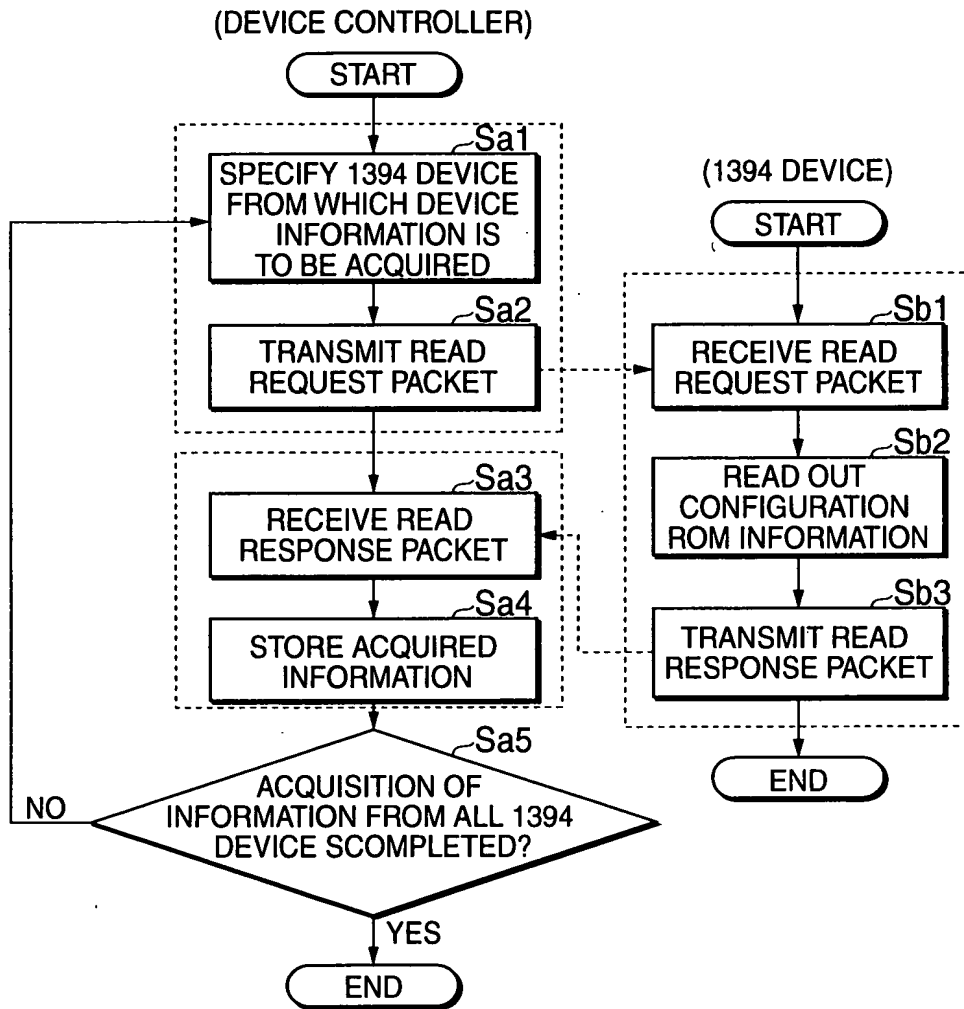 (DEVICE CONTROLLER)
START
Sa1
SPECIFY 1394 DEVICE
FROM WHICH DEVICE
INFORMATION IS
TO BE ACQUIRED
Sa2
TRANSMIT READ
REQUEST PACKET
Sa3
RECEIVE READ
RESPONSE PACKET
Sa4
STORE ACQUIRED
INFORMATION
Sa5
ACQUISITION OF
INFORMATION FROM ALL 1394
DEVICE SCOMPLETED?
NO
YES
END
(1394 DEVICE)
START
Sb1
RECEIVE READ
REQUEST PACKET
Sb2
READ OUT
CONFIGURATION
ROM INFORMATION
Sb3
TRANSMIT READ
RESPONSE PACKET
END